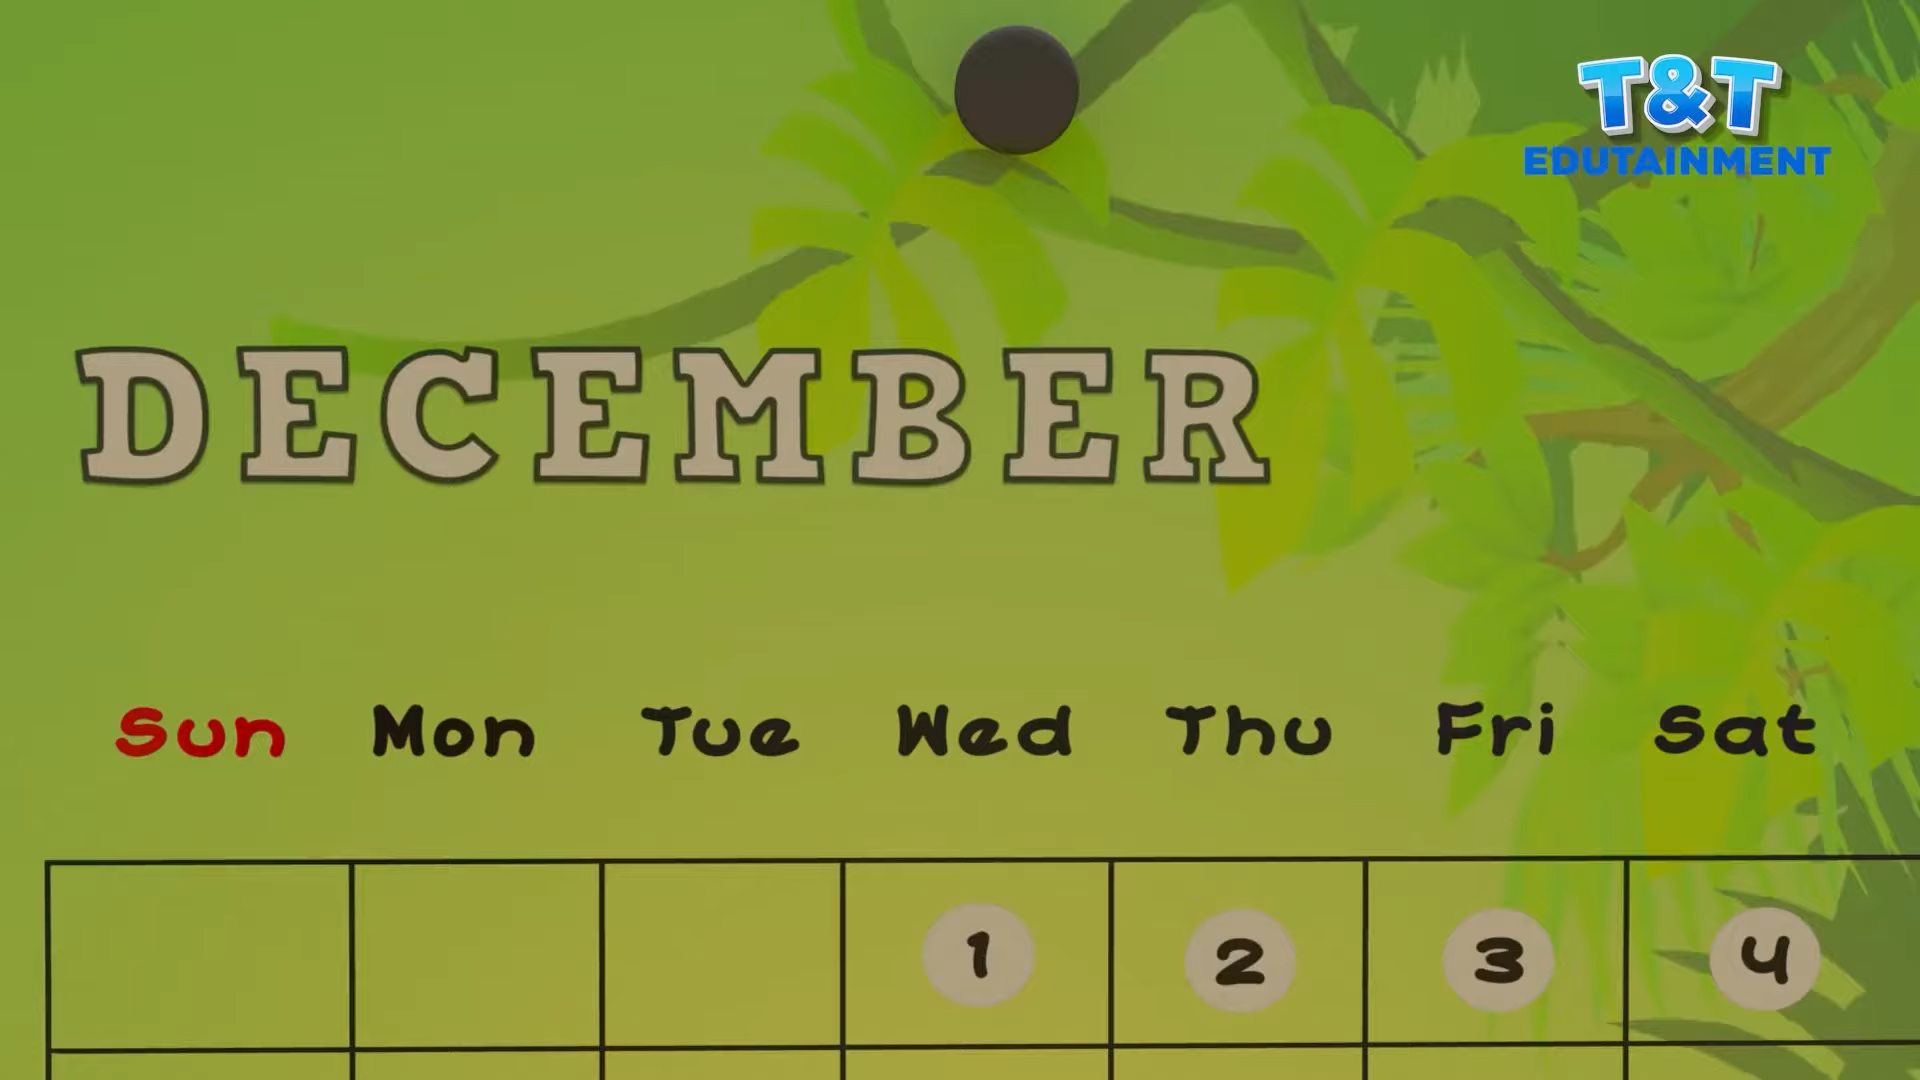 T&T
EDUTAINMENT
DECEMBER
Sun Mon Tue Wed Thu Fri Sat
1 2 3 4